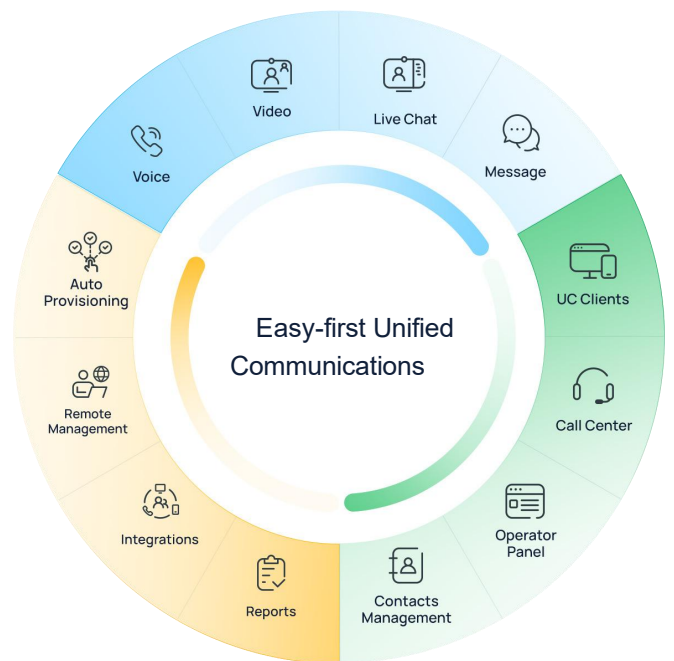 Video
Live Chat
Voice
Message
Auto
Provisioning
UC Clients
Easy-first Unified
Communications
Remote
Management
Call Center
Integrations
Operator
Panel
Reports
Contacts
Management